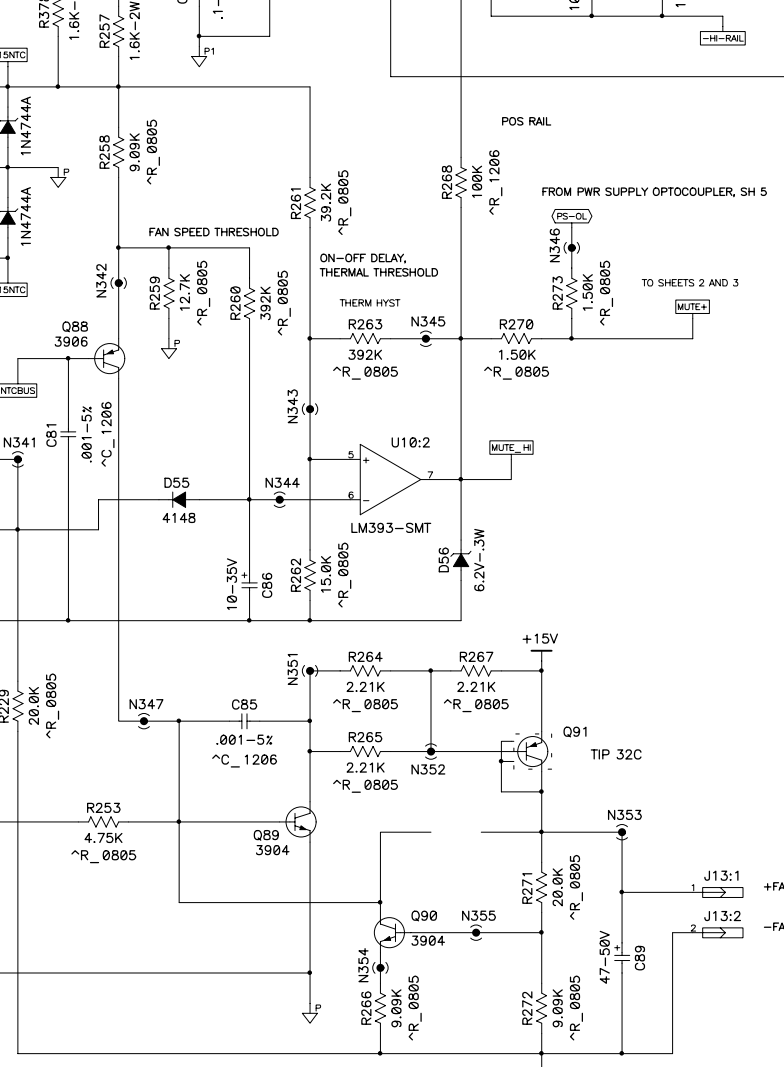 R257
1.6K-2W
.1-
P1
-HI-RAIL
15NTC
1N4744A
R258
9.09K
^R_0805
P
1N4744A
15NTC
POS RAIL
R268
100K
^R_1206
R261
39.2K
^R_0805
FROM PWR SUPPLY OPTOCOUPLER, SH 5
PS-OL
N346
R273
1.50K
^R_0805
TO SHEETS 2 AND 3
MUTE+
FAN SPEED THRESHOLD
N342
R259
12.7K
^R_0805
R260
392K
^R_0805
P
ON-OFF DELAY,
THERMAL THRESHOLD
THERM HYST
R263
392K
^R_0805
N345
R270
1.50K
^R_0805
Q88
3906
NTCBUS
C81
.001-5%
^C_1206
N341
N343
U10:2
5
+
6
-
7
LM393-SMT
MUTE_HI
D55
4148
N344
10-35V
+
C86
R262
15.0K
^R_0805
D56
6.2V-.3W
+15V
N351
R264
2.21K
^R_0805
R267
2.21K
^R_0805
R229
20.0K
^R_0805
N347
C85
.001-5%
^C_1206
R265
2.21K
^R_0805
N352
Q91
TIP 32C
R253
4.75K
^R_0805
Q89
3904
N353
R271
20.0K
^R_0805
J13:1
1
+FA
J13:2
2
-FA
Q90
3904
N355
N354
47-50V
+
C89
R266
9.09K
^R_0805
R272
9.09K
^R_0805
P